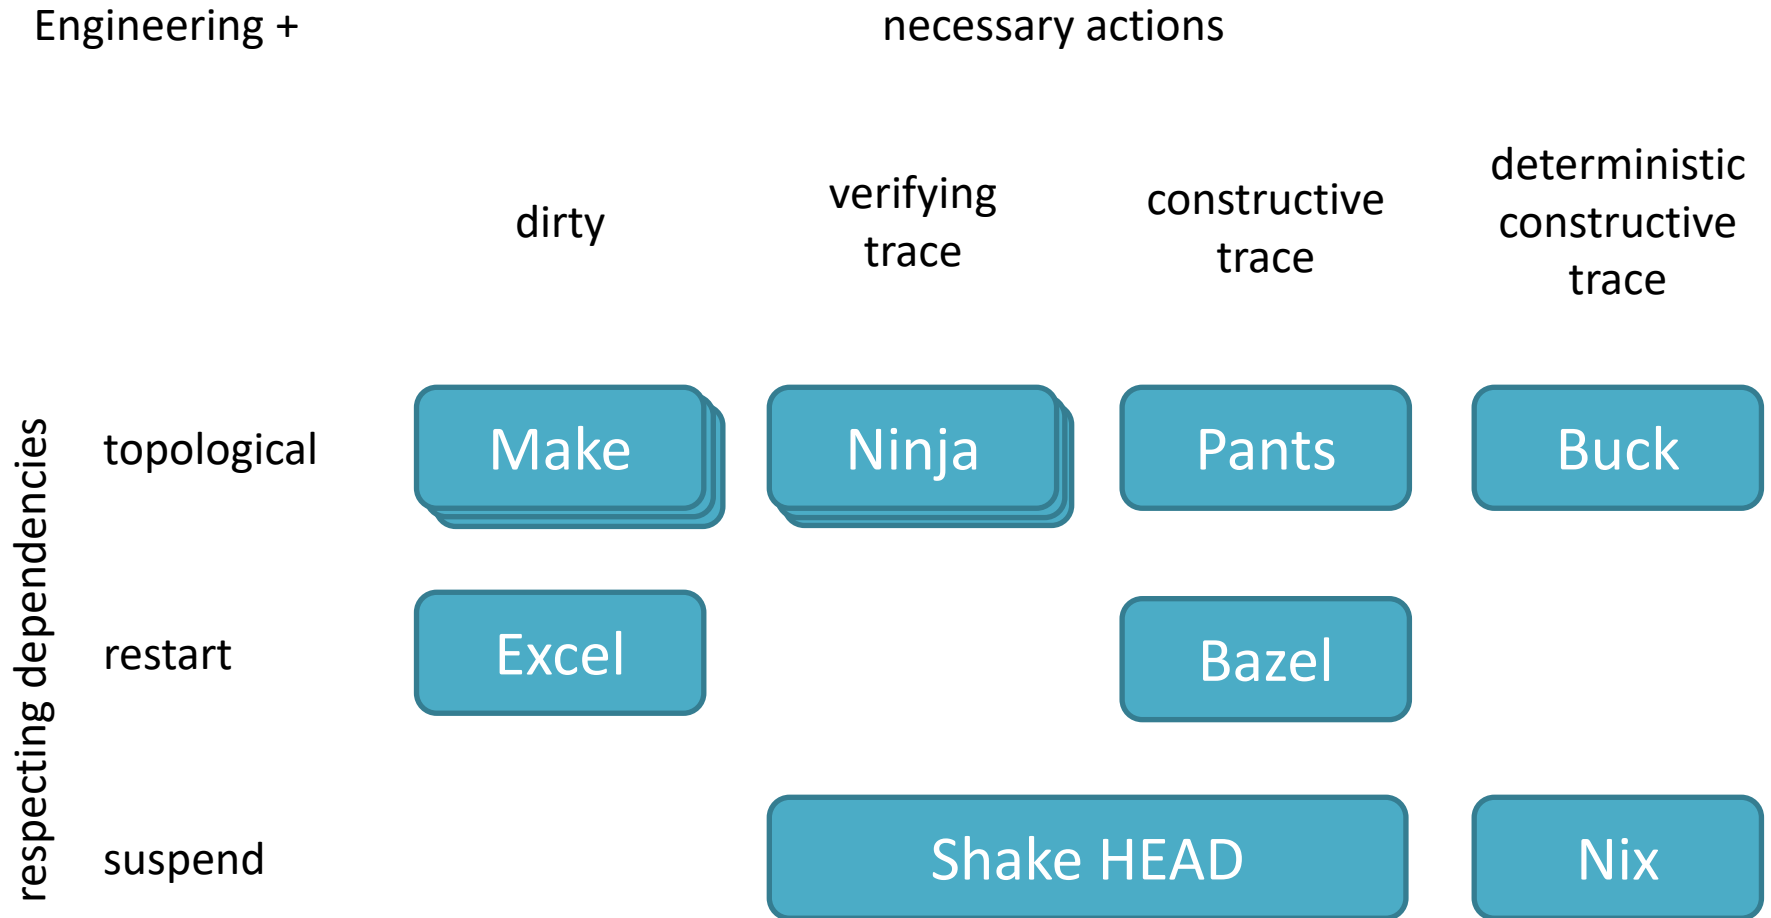 Engineering +
necessary actions
dirty
verifying
trace
constructive
trace
deterministic
constructive
trace
respecting dependencies
topological
Make
Ninja
Pants
Buck
restart
Excel
Bazel
suspend
Shake HEAD
Nix